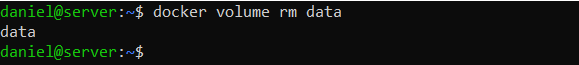 daniel@server:~$ docker volume rm data
data
daniel@server:~$